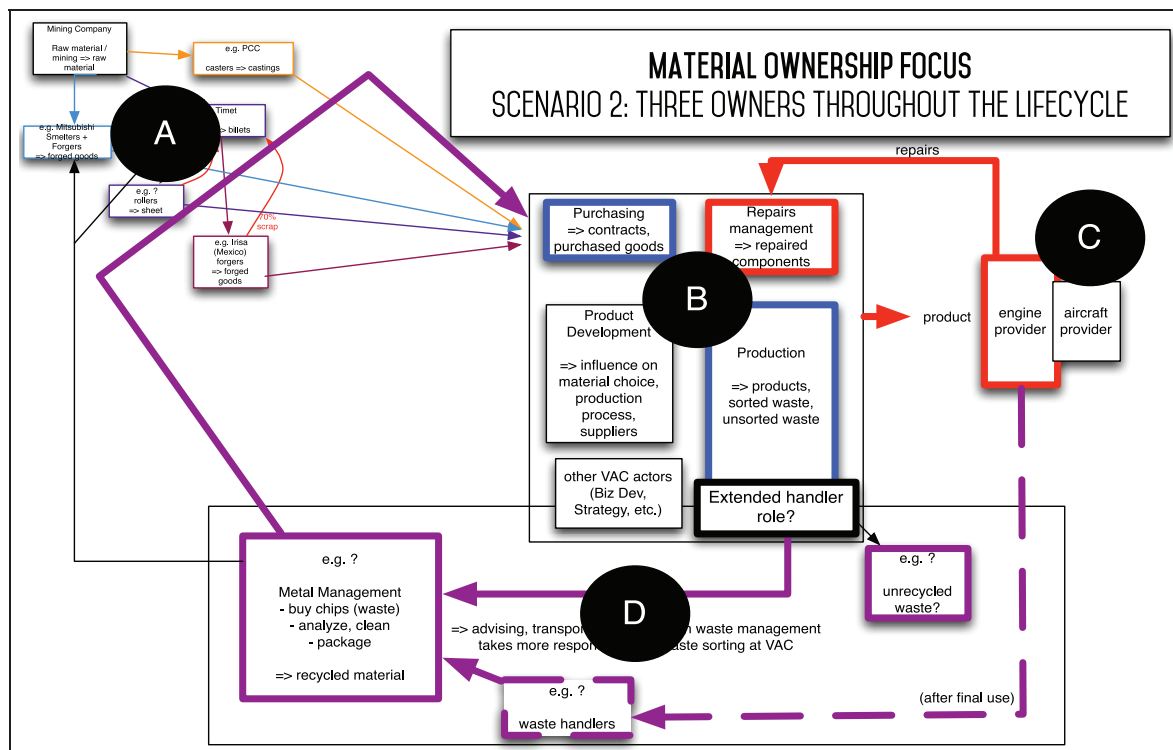 Mining Company
Raw material /
mining => raw
material
e.g. PCC
casters => castings
MATERIAL OWNERSHIP FOCUS
SCENARIO 2: THREE OWNERS THROUGHOUT THE LIFECYCLE
Timet
> billets
e.g. Mitsubishi
Smelters +
Forgers
=> forged goods
A
e.g. ?
rollers
=> sheet
70%
scrap
e.g. Irisa
(Mexico)
forgers
=> forged
goods
repairs
Purchasing
=> contracts,
purchased goods
Repairs
management
=> repaired
components
B
C
Product
Development
=> influence on
material choice,
production
process,
suppliers
Production
=> products,
sorted waste,
unsorted waste
product
engine
provider
aircraft
provider
other VAC actors
(Biz Dev,
Strategy, etc.)
Extended handler
role?
e.g. ?
Metal Management
- buy chips (waste)
- analyze, clean
- package
=> recycled material
D
e.g. ?
unrecycled
waste?
=> advising, waste management
takes more sorting at VAC
e.g. ?
waste handlers
(after final use)